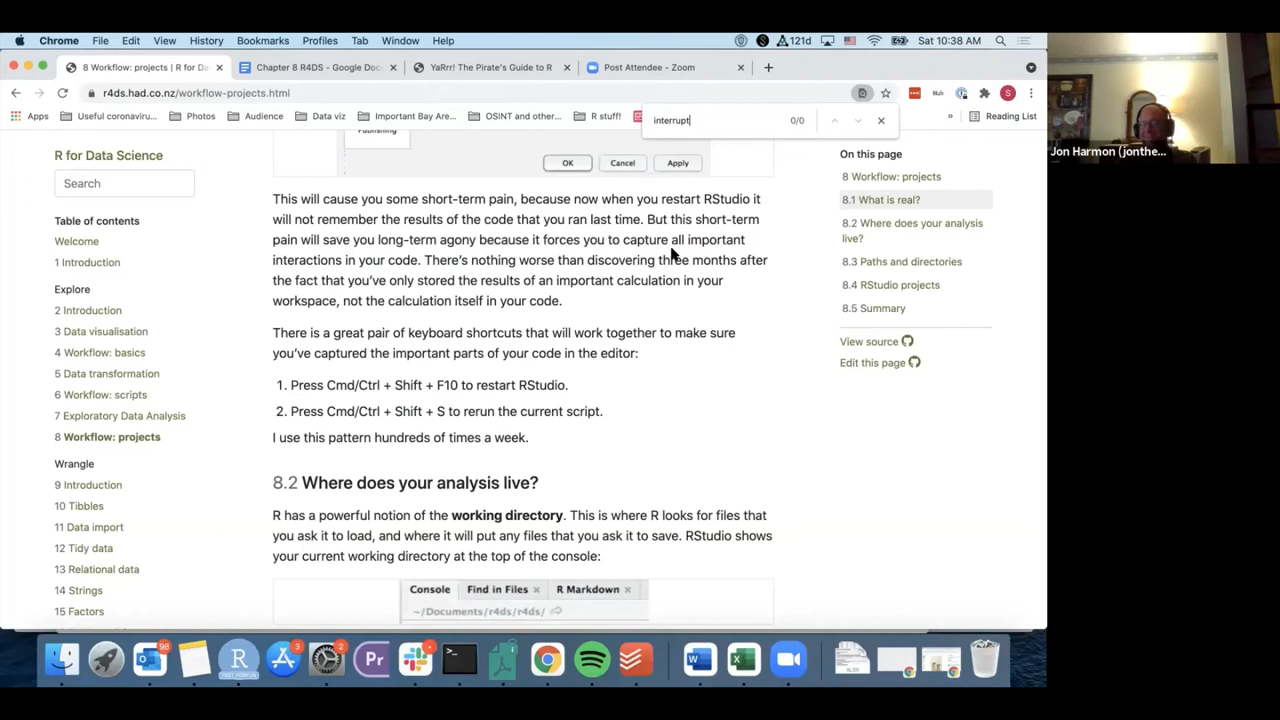 Chrome File Edit View History Bookmarks Profiles Tab Window Help 121d Sat 10:38 AM
8 Workflow: projects | R for Da × Chapter 8 R4DS - Google Doc × YaRrr! The Pirate's Guide to R × Post Attendee - Zoom × +
r4ds.had.co.nz/workflow-projects.html S
Apps Useful coronaviru... Photos Audience Data viz Important Bay Are... OSINT and other... R stuff! Reading List
interrupt 0/0
Publishing
OK Cancel Apply
Jon Harmon (jonthe...
R for Data Science
Search
Table of contents
Welcome
1 Introduction
Explore
2 Introduction
3 Data visualisation
4 Workflow: basics
5 Data transformation
6 Workflow: scripts
7 Exploratory Data Analysis
8 Workflow: projects
Wrangle
9 Introduction
10 Tibbles
11 Data import
12 Tidy data
13 Relational data
14 Strings
15 Factors
This will cause you some short-term pain, because now when you restart RStudio it
will not remember the results of the code that you ran last time. But this short-term
pain will save you long-term agony because it forces you to capture all important
interactions in your code. There's nothing worse than discovering three months after
the fact that you've only stored the results of an important calculation in your
workspace, not the calculation itself in your code.
There is a great pair of keyboard shortcuts that will work together to make sure
you've captured the important parts of your code in the editor:
1. Press Cmd/Ctrl + Shift + F10 to restart RStudio.
2. Press Cmd/Ctrl + Shift + S to rerun the current script.
I use this pattern hundreds of times a week.
8.2 Where does your analysis live?
R has a powerful notion of the working directory. This is where R looks for files that
you ask it to load, and where it will put any files that you ask it to save. RStudio shows
your current working directory at the top of the console:
Console Find in Files × R Markdown ×
~/Documents/r4ds/r4ds/
On this page
8 Workflow: projects
8.1 What is real?
8.2 Where does your analysis
live?
8.3 Paths and directories
8.4 RStudio projects
8.5 Summary
View source
Edit this page
98 R 3 2 Pr W X
XLSX